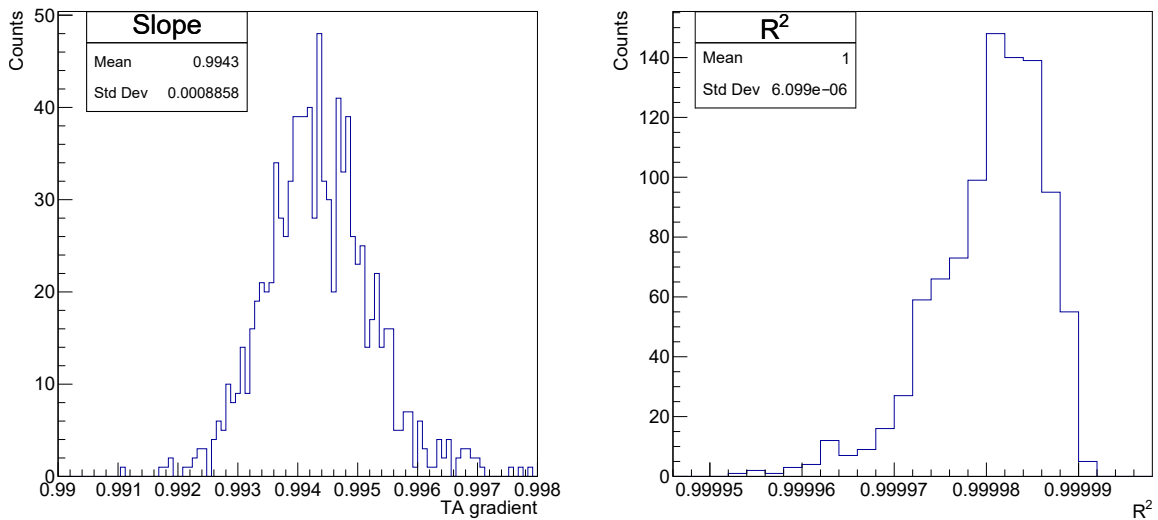 Slope
Mean 0.9943
Std Dev 0.0008858
Counts
50
40
30
20
10
0
0.99 0.991 0.992 0.993 0.994 0.995 0.996 0.997 0.998
TA gradient
R²
Mean 1
Std Dev 6.099e−06
Counts
140
120
100
80
60
40
20
0
0.99995 0.99996 0.99997 0.99998 0.99999
R²